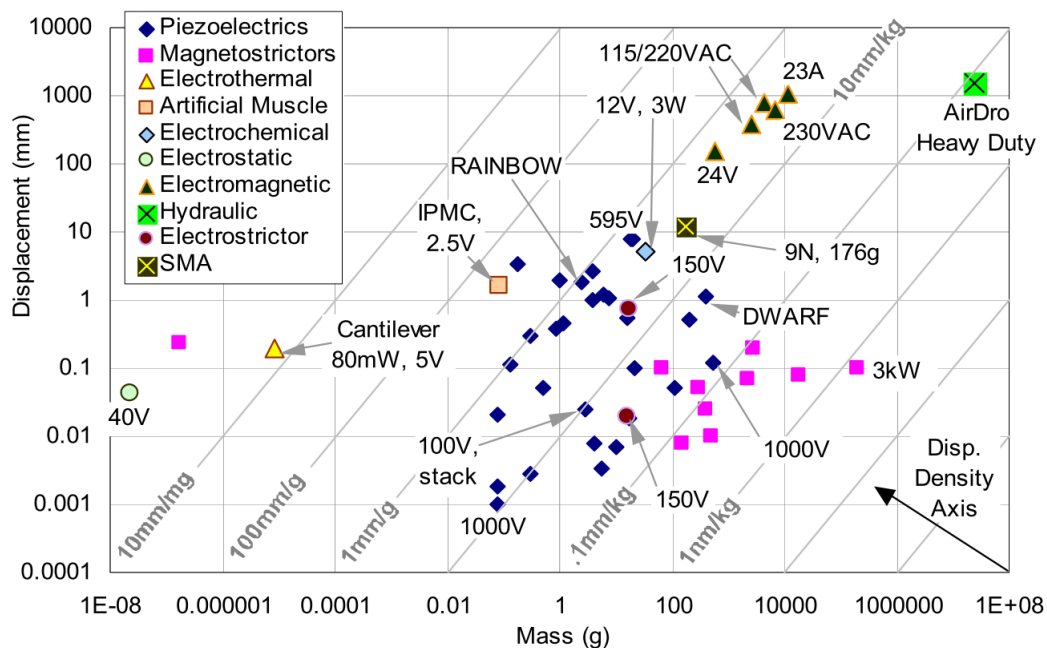 Displacement (mm)
10000
1000
100
10
1
0.1
0.01
0.001
0.0001
Piezoelectrics
Magnetostrictors
Electrothermal
Artificial Muscle
Electrochemical
Electrostatic
Electromagnetic
Hydraulic
Electrostrictor
SMA
115/220VAC
23A
10mm/kg
12V, 3W
230VAC
AirDro
Heavy Duty
24V
RAINBOW
IPMC,
2.5V
595V
9N, 176g
150V
DWARF
Cantilever
80mW, 5V
3kW
40V
100V,
stack
1000V
Disp.
Density
Axis
150V
1000V
10mm/mg
100mm/g
1mm/g
.1mm/kg
1nm/kg
1E-08
0.000001
0.0001
0.01
1
100
10000
1000000
1E+08
Mass (g)